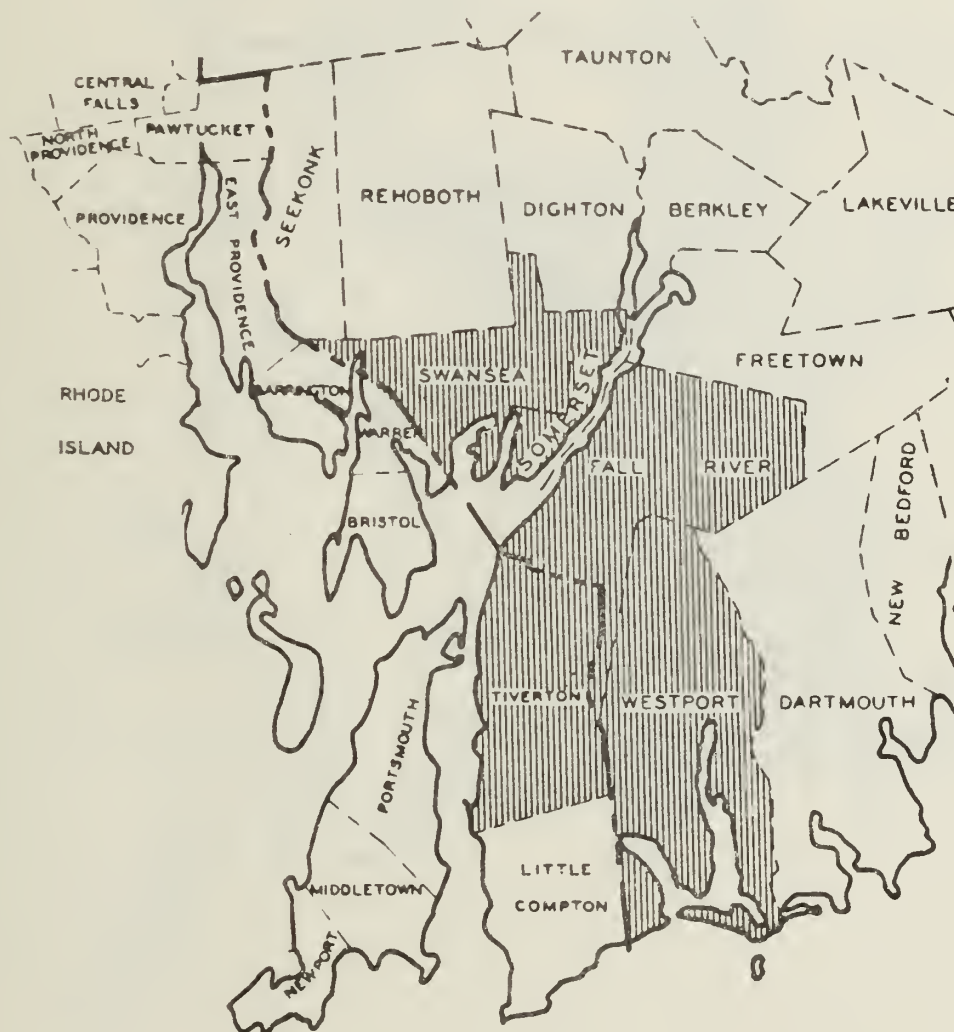 TAUNTON
CENTRAL
FALLS
PAWTUCKET
NORTH
PROVIDENCE
SEEKONK
REHOBOTH
DIGHTON
BERKLEY
LAKEVILLE
PROVIDENCE
EAST PROVIDENCE
FREETOWN
RHODE
ISLAND
BARRINGTON
WARREN
SWANSEA
SOMERSET
FALL RIVER
NEW BEDFORD
BRISTOL
TIVERTON
WESTPORT
DARTMOUTH
PORTSMOUTH
LITTLE
COMPTON
MIDDLETOWN
NEWPORT